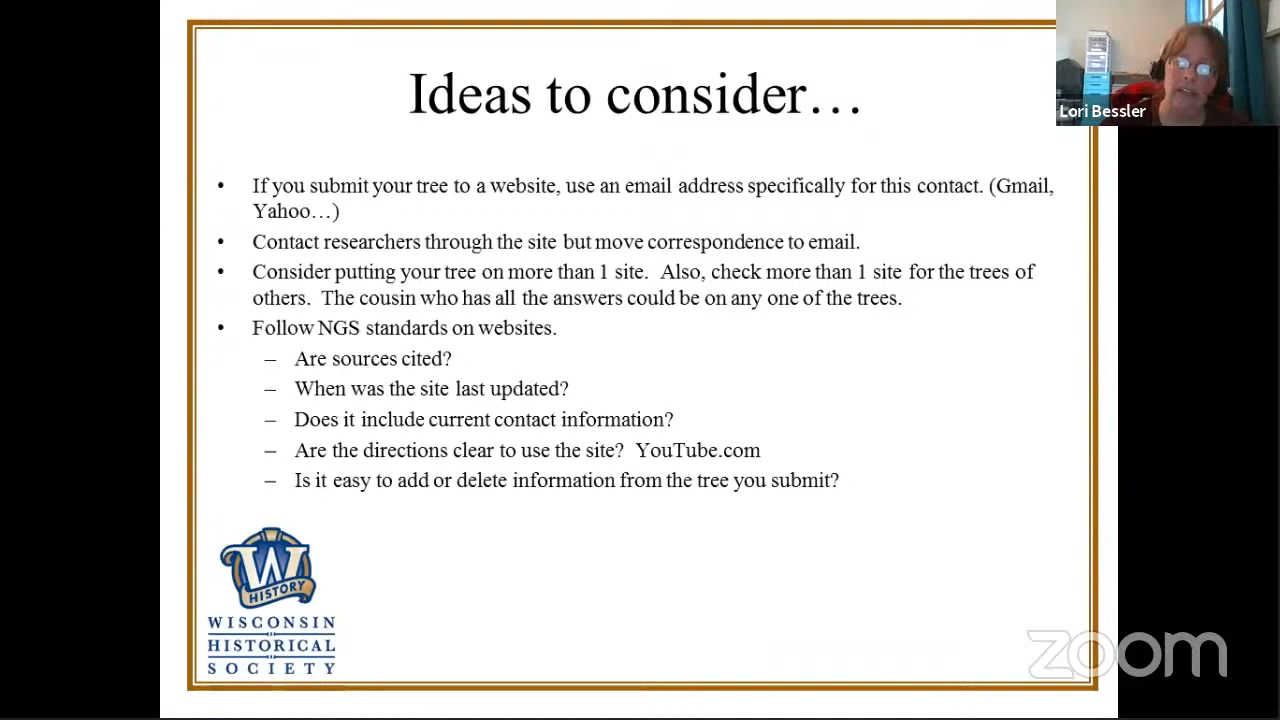 Ideas to consider…
Lori Bessler
• If you submit your tree to a website, use an email address specifically for this contact. (Gmail,
Yahoo…)
• Contact researchers through the site but move correspondence to email.
• Consider putting your tree on more than 1 site. Also, check more than 1 site for the trees of
others. The cousin who has all the answers could be on any one of the trees.
• Follow NGS standards on websites.
– Are sources cited?
– When was the site last updated?
– Does it include current contact information?
– Are the directions clear to use the site? YouTube.com
– Is it easy to add or delete information from the tree you submit?
W
HISTORY
WISCONSIN
HISTORICAL
SOCIETY
zoom